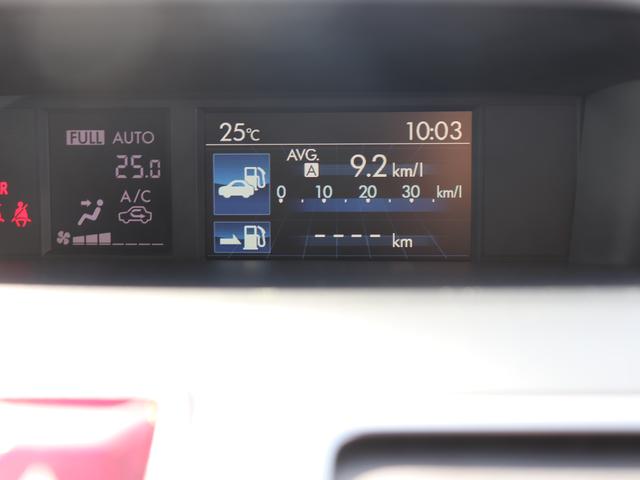 FULL AUTO
25.0
A/C
25℃ 10:03
AVG.
A 9.2 km/l
0 10 20 30 km/l
---- km